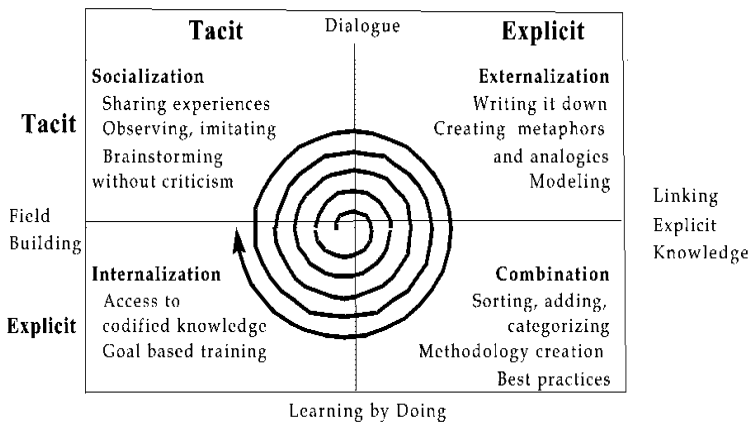 Tacit
Dialogue
Explicit
Socialization
Sharing experiences
Observing, imitating
Brainstorming
without criticism
Externalization
Writing it down
Creating metaphors
and analogies
Modeling
Tacit
Field
Building
Linking
Explicit
Knowledge
Internalization
Access to
codified knowledge
Goal based training
Combination
Sorting, adding,
categorizing
Methodology creation
Best practices
Explicit
Learning by Doing